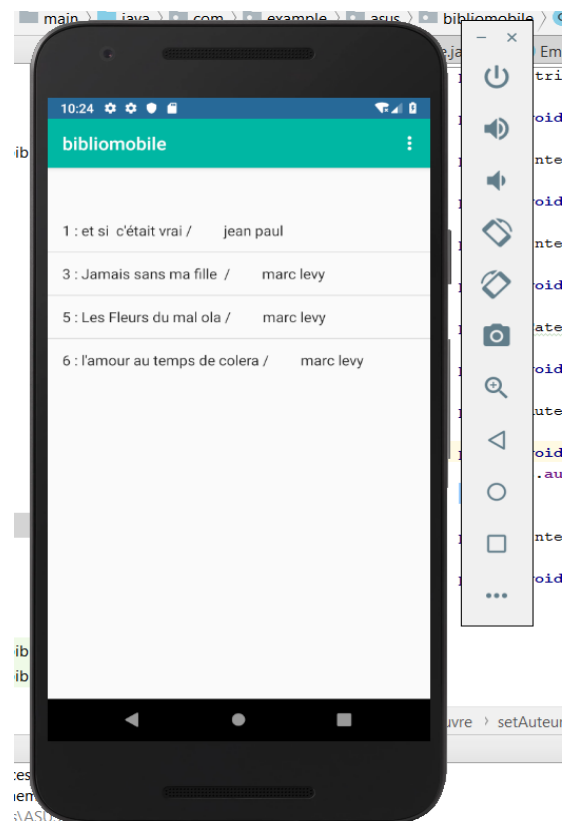 main java com example asus bibliomobile
10:24
bibliomobile
1 : et si  c'était vrai /        jean paul
3 : Jamais sans ma fille  /        marc levy
5 : Les Fleurs du mal ola /        marc levy
6 : l'amour au temps de colera /        marc levy
.au
setAuteur